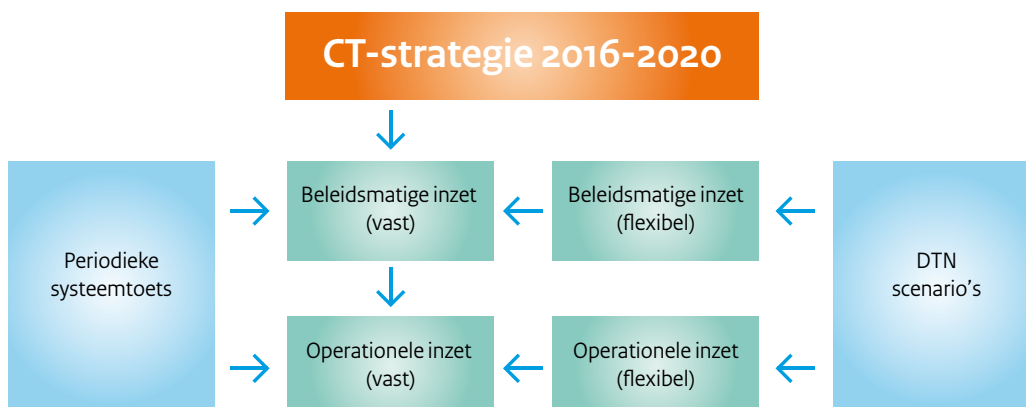 CT-strategie 2016-2020
Periodieke
systeemtoets
Beleidsmatige inzet
(vast)
Beleidsmatige inzet
(flexibel)
DTN
scenario's
Operationele inzet
(vast)
Operationele inzet
(flexibel)